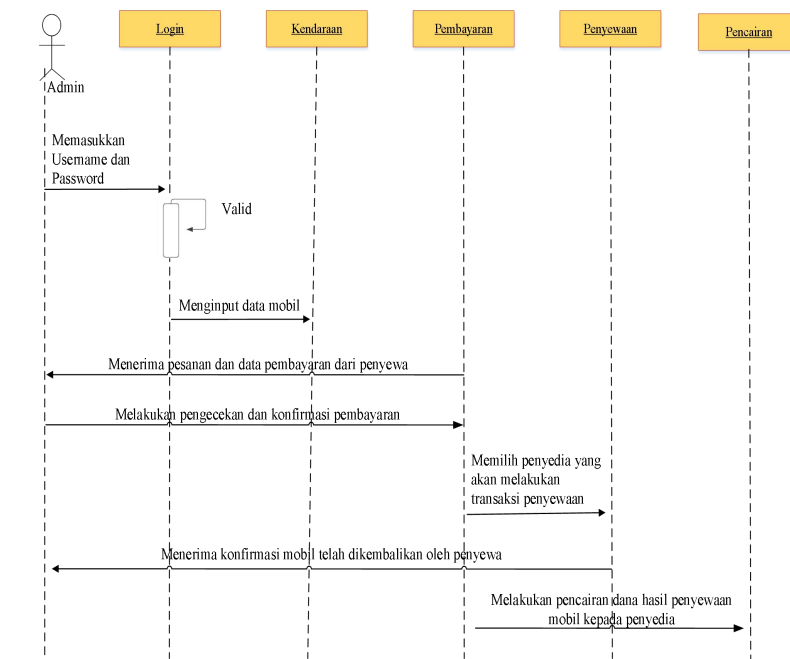 Login
Kendaraan
Pembayaran
Penyewaan
Pencairan
Admin
Memasukkan
Username dan
Password
Valid
Menginput data mobil
Menerima pesanan dan data pembayaran dari penyewa
Melakukan pengecekan dan konfirmasi pembayaran
Memilih penyedia yang
akan melakukan
transaksi penyewaan
Menerima konfirmasi mobil telah dikembalikan oleh penyewa
Melakukan pencairan dana hasil penyewaan
mobil kepada penyedia